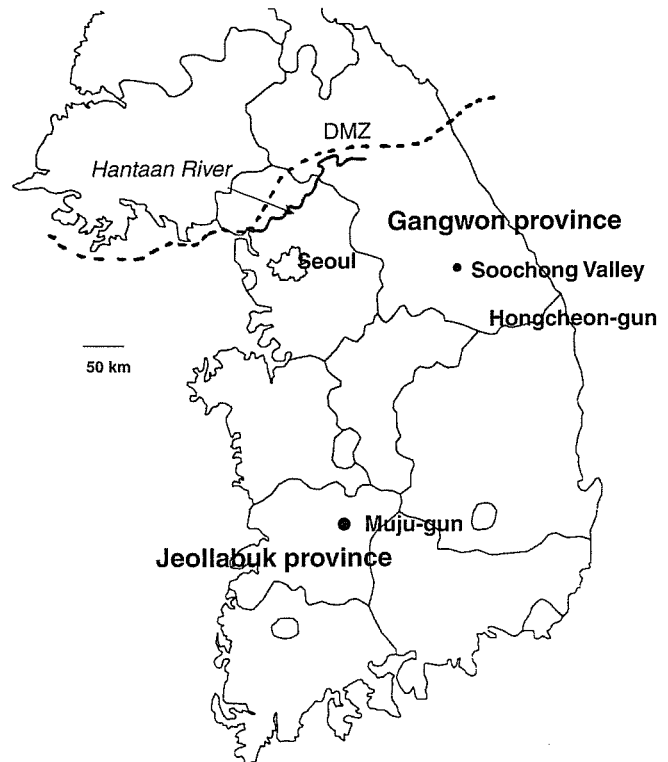 DMZ
Hantaan River
Gangwon province
Seoul
Soochong Valley
Hongcheon-gun
50 km
Muju-gun
Jeollabuk province